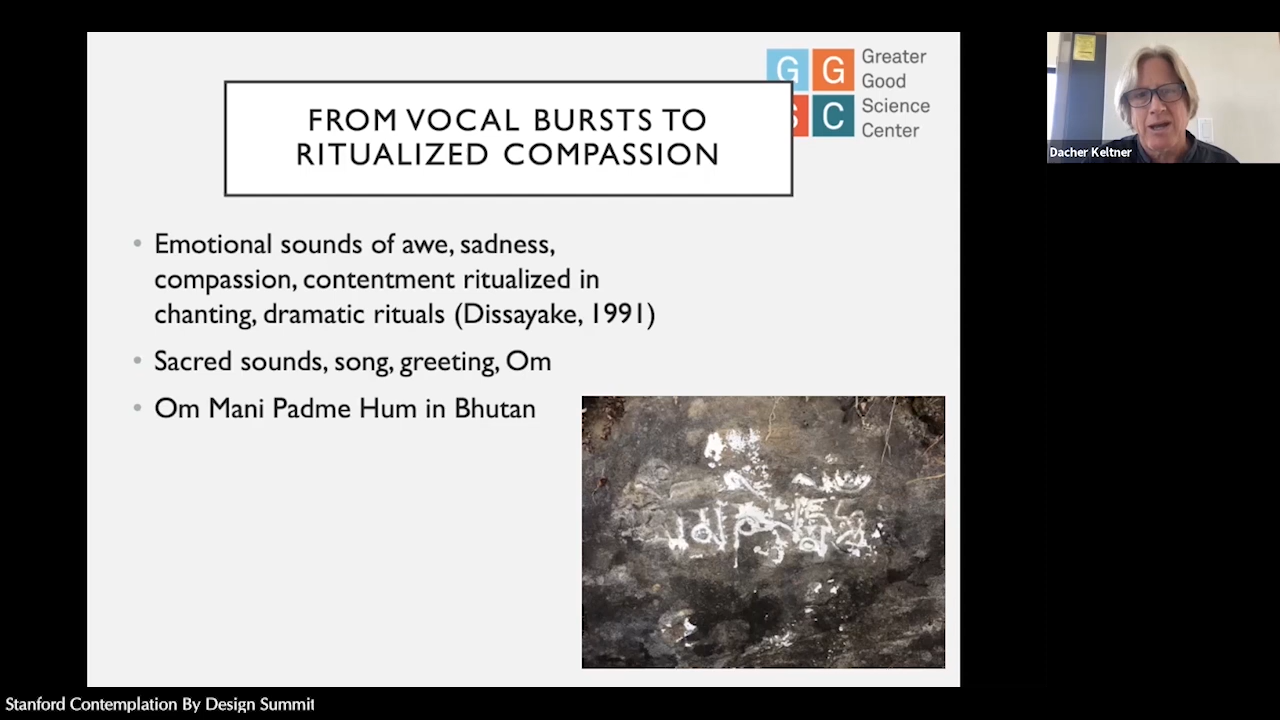 Greater
Good
Science
Center
G G
C
FROM VOCAL BURSTS TO
RITUALIZED COMPASSION
• Emotional sounds of awe, sadness,
compassion, contentment ritualized in
chanting, dramatic rituals (Dissayake, 1991)
• Sacred sounds, song, greeting, Om
• Om Mani Padme Hum in Bhutan
Dacher Keltner
Stanford Contemplation By Design Summit